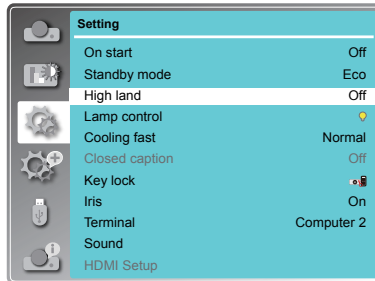 Setting
On start Off
Standby mode Eco
High land Off
Lamp control
Cooling fast Normal
Closed caption Off
Key lock
Iris On
Terminal Computer 2
Sound
HDMI Setup